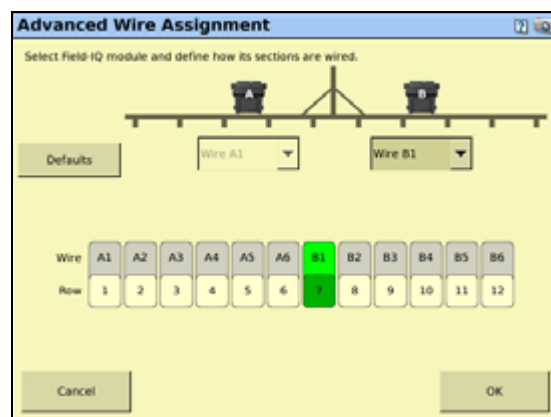 Advanced Wire Assignment
Select Field-IQ module and define how its sections are wired.
A B
Defaults Wire A1 Wire B1
Wire A1 A2 A3 A4 A5 A6 B1 B2 B3 B4 B5 B6
Row 1 2 3 4 5 6 7 8 9 10 11 12
Cancel OK